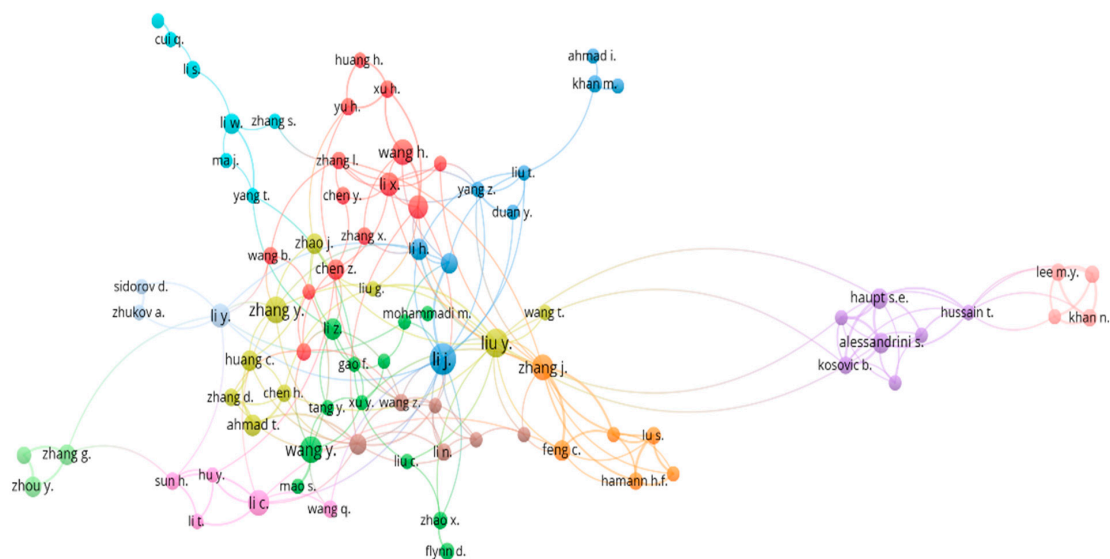 cui q.
li s.
huang h.
xu h.
yu h.
ahmad i.
khan m.
li w.
zhang s.
ma j.
yang t.
wang h.
zhang l.
li x.
chen y.
yang z.
liu t.
duan y.
zhang x.
li h.
zhao j.
wang b.
chen z.
liu g.
sidorov d.
zhukov a.
li y.
zhang y.
mohammadi m.
li z.
wang t.
liu y.
li j.
zhang j.
huang c.
gao f.
zhang d.
chen h.
tang y.
xu y.
wang z.
ahmad t.
wang y.
li n.
liu c.
feng c.
lu s.
hamann h.f.
haupt s.e.
alessandrini s.
kosovic b.
hussain t.
lee m.y.
khan n.
zhang g.
zhou y.
sun h.
hu y.
li t.
li c.
mao s.
wang q.
zhao x.
flynn d.